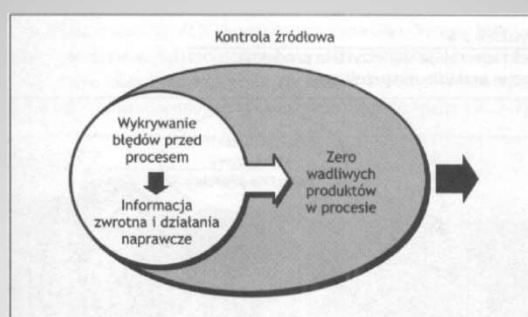 Kontrola źródłowa
Wykrywanie
błędów przed
procesem
Informacja
zwrotna i działania
naprawcze
Zero
wadliwych
produktów
w procesie